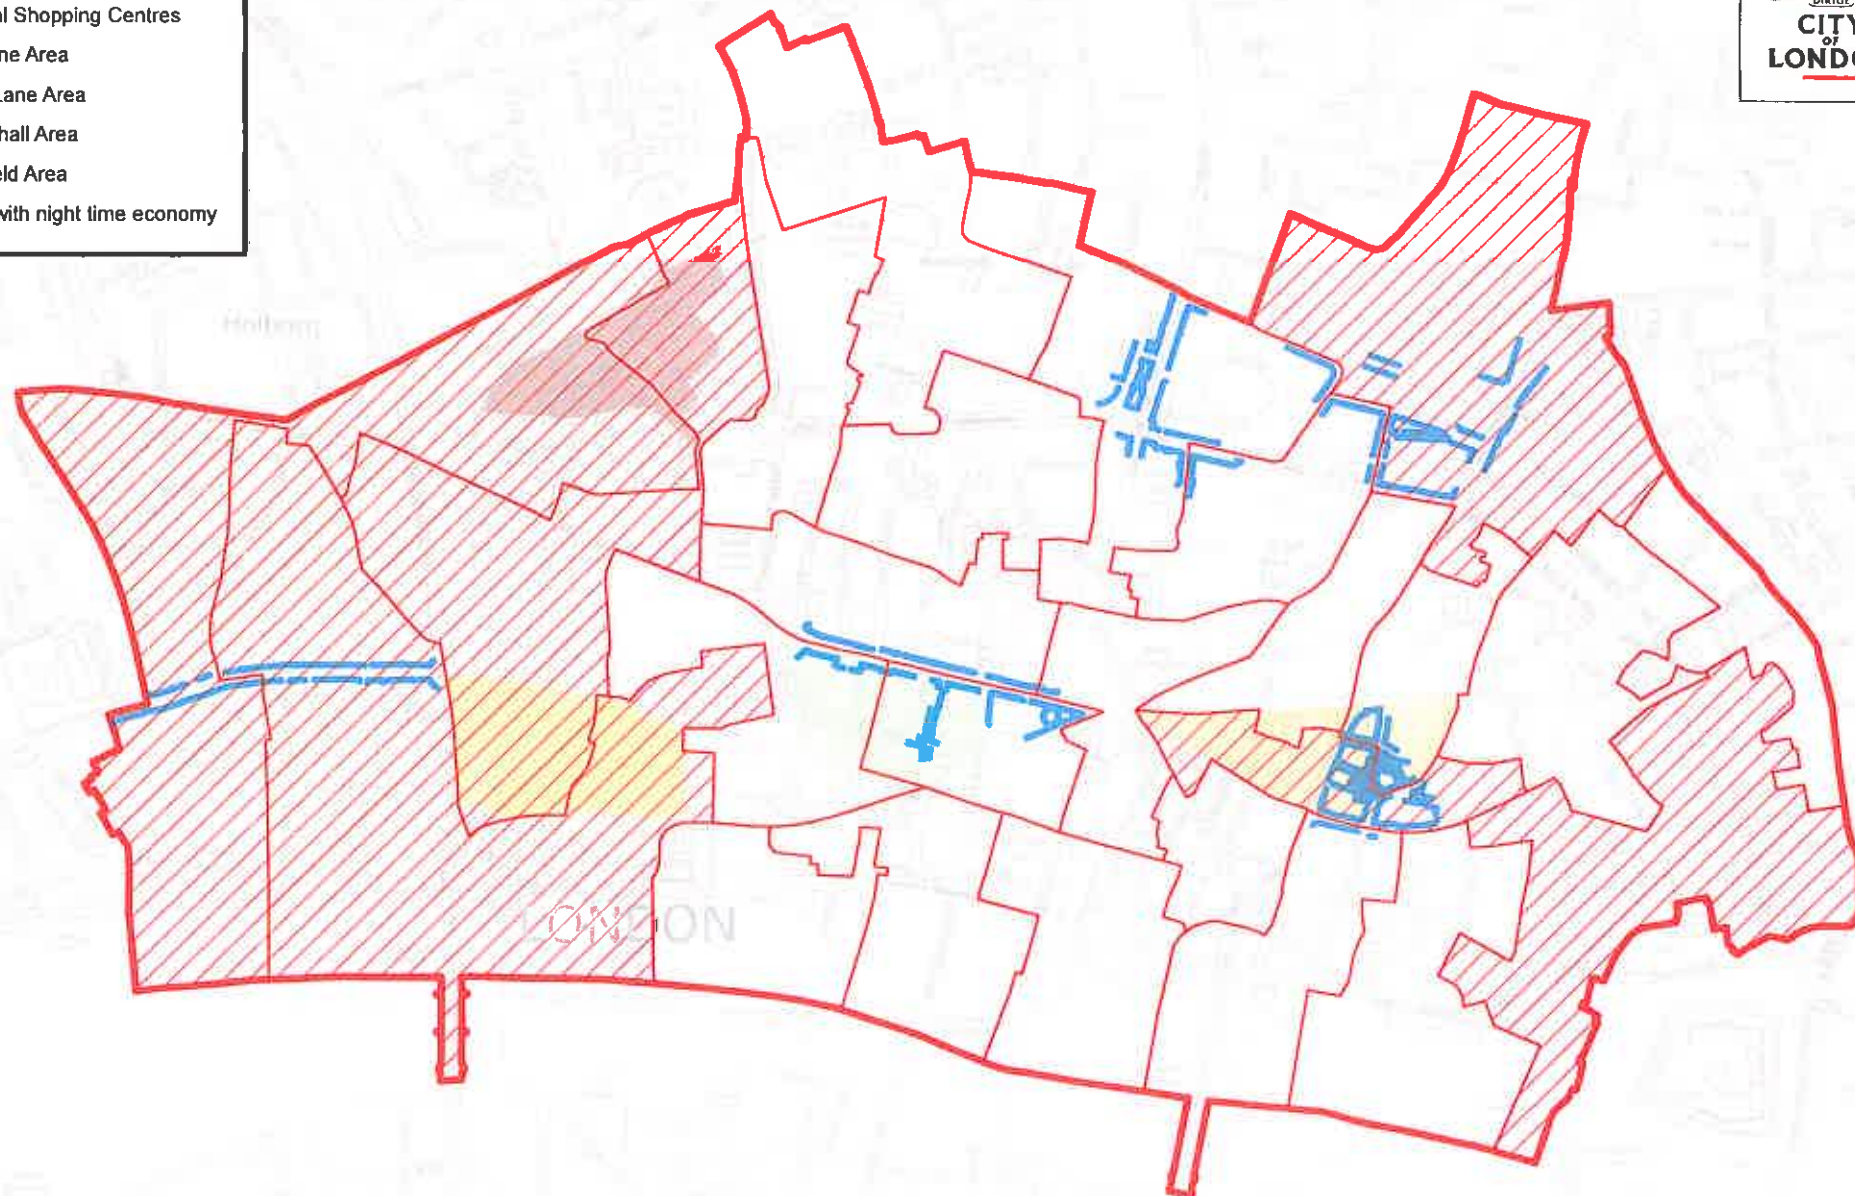 l Shopping Centres
ne Area
Lane Area
hall Area
eld Area
with night time economy
CITY
OF
LONDO
Holborn
LONDON